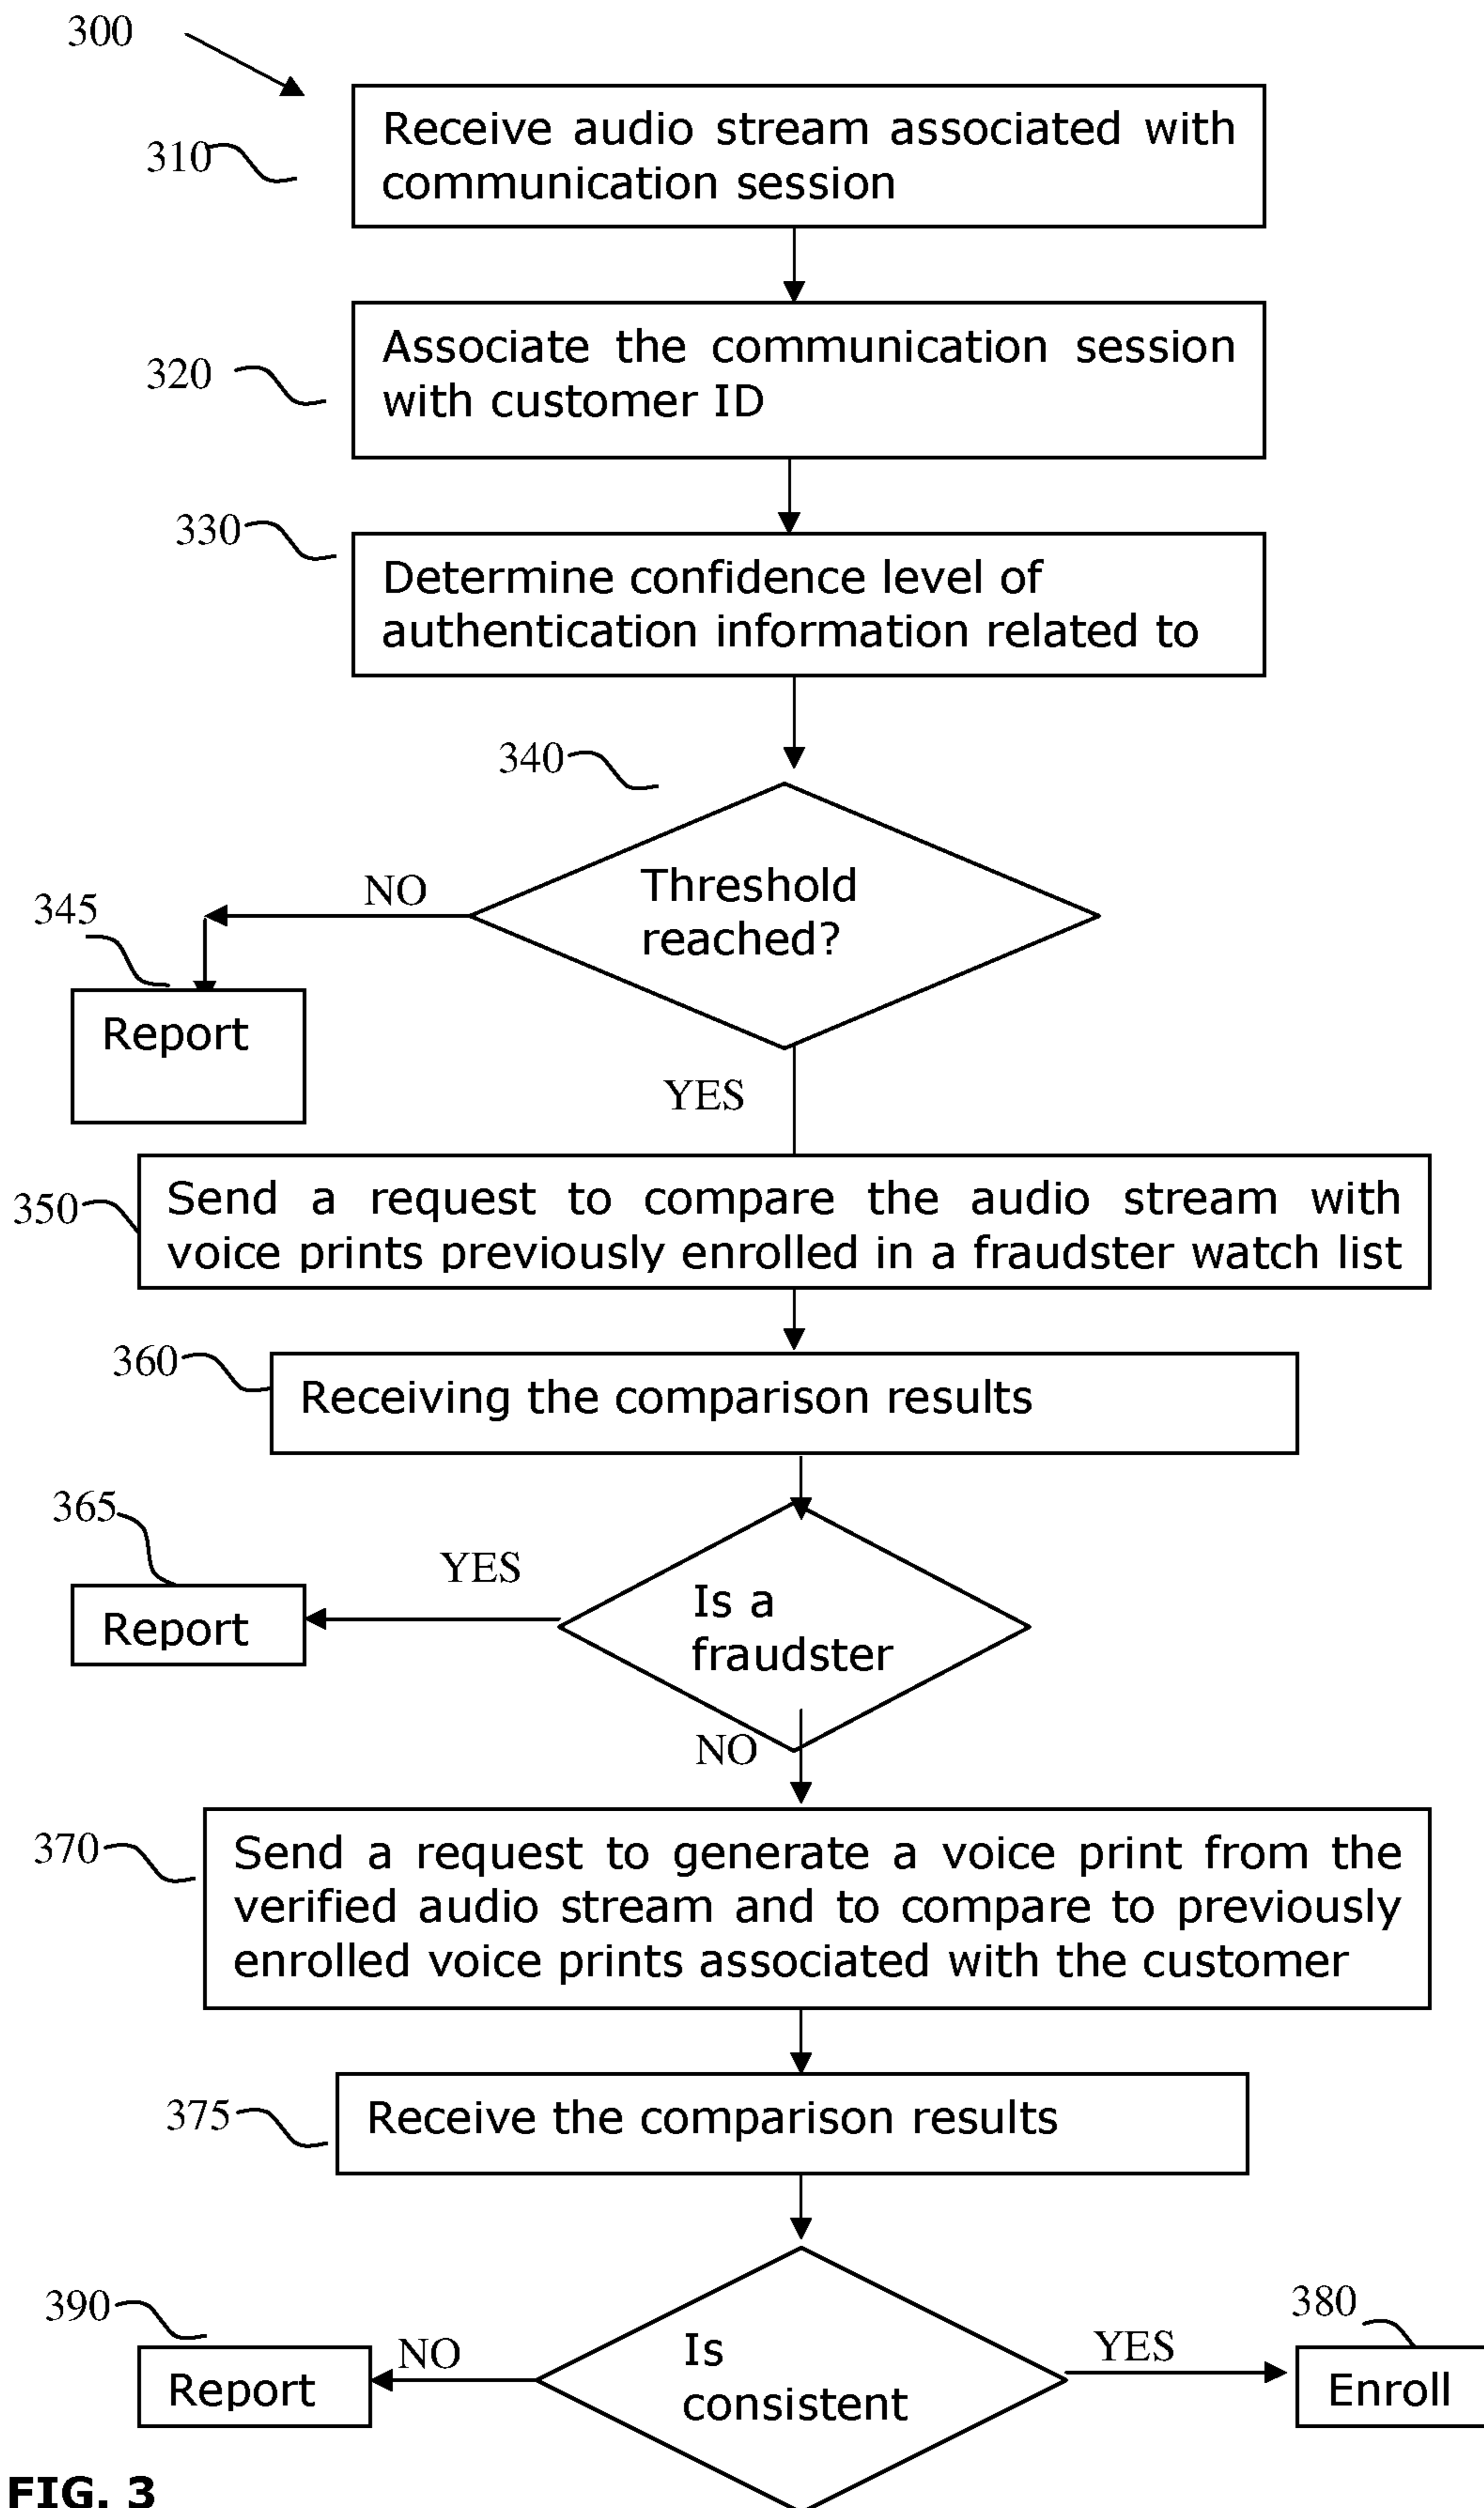 300
310
Receive audio stream associated with
communication session
320
Associate the communication session
with customer ID
330
Determine confidence level of
authentication information related to
340
Threshold
reached?
NO
345
Report
YES
350
Send a request to compare the audio stream with
voice prints previously enrolled in a fraudster watch list
360
Receiving the comparison results
365
YES
Report
Is a
fraudster
NO
370
Send a request to generate a voice print from the
verified audio stream and to compare to previously
enrolled voice prints associated with the customer
375
Receive the comparison results
390
NO
Report
Is
consistent
YES
380
Enroll
FIG. 3